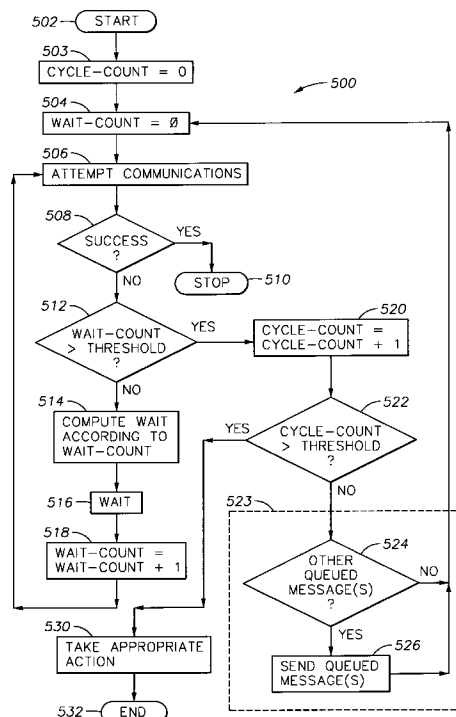 502
START
503
CYCLE-COUNT = 0
500
504
WAIT-COUNT = Ø
506
ATTEMPT COMMUNICATIONS
508
SUCCESS
?
YES
STOP
510
NO
512
WAIT-COUNT
> THRESHOLD
?
YES
NO
520
CYCLE-COUNT =
CYCLE-COUNT + 1
514
COMPUTE WAIT
ACCORDING TO
WAIT-COUNT
522
CYCLE-COUNT
> THRESHOLD
?
YES
NO
516
WAIT
518
WAIT-COUNT =
WAIT-COUNT + 1
523
524
OTHER
QUEUED
MESSAGE(S)
?
NO
YES
526
SEND QUEUED
MESSAGE(S)
530
TAKE APPROPRIATE
ACTION
532
END